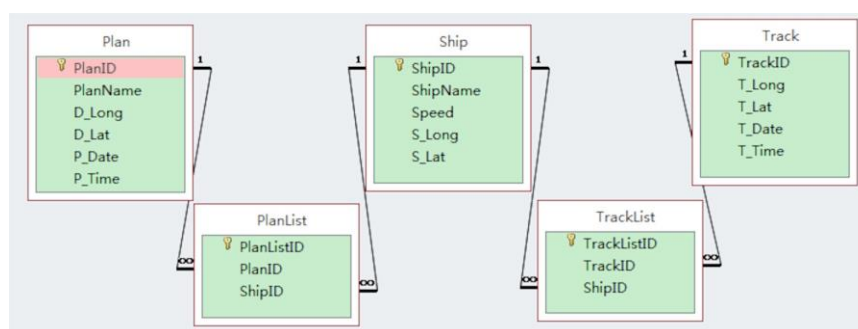 Plan
PlanID
PlanName
D_Long
D_Lat
P_Date
P_Time
1
∞
PlanList
PlanListID
PlanID
ShipID
1
∞
Ship
ShipID
ShipName
Speed
S_Long
S_Lat
1
∞
TrackList
TrackListID
TrackID
ShipID
1
∞
Track
TrackID
T_Long
T_Lat
T_Date
T_Time